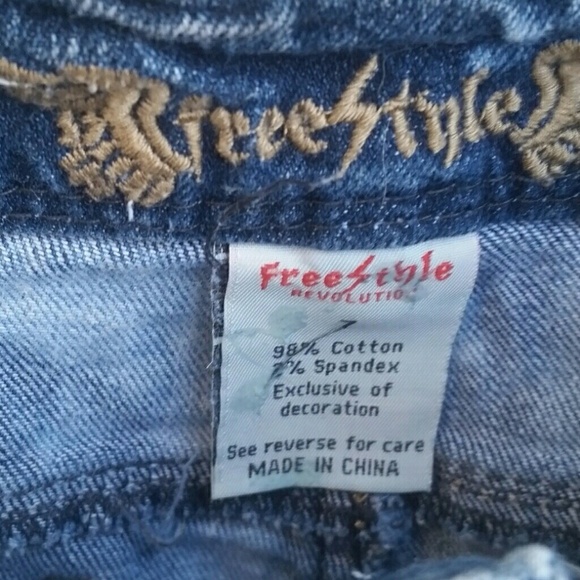 freestyle
FreeStyle
REVOLUTIO
7
98% Cotton
2% Spandex
Exclusive of
decoration
See reverse for care
MADE IN CHINA